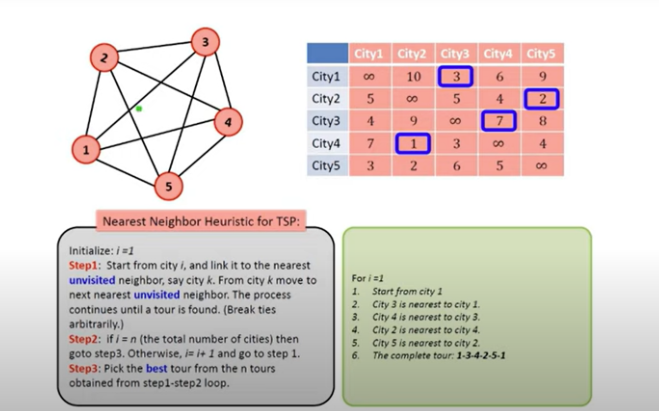 2
3
4
1
5
City1 City2 City3 City4 City5
City1 ∞ 10 3 6 9
City2 5 ∞ 5 4 2
City3 4 9 ∞ 7 8
City4 7 1 3 ∞ 4
City5 3 2 6 5 ∞
Nearest Neighbor Heuristic for TSP:
Initialize: i =1
Step1: Start from city i, and link it to the nearest
unvisited neighbor, say city k. From city k move to
next nearest unvisited neighbor. The process
continues until a tour is found. (Break ties
arbitrarily.)
Step2: if i = n (the total number of cities) then
goto step3. Otherwise, i= i+ 1 and go to step 1.
Step3: Pick the best tour from the n tours
obtained from step1-step2 loop.
For i =1
1. Start from city 1
2. City 3 is nearest to city 1.
3. City 4 is nearest to city 3.
4. City 2 is nearest to city 4.
5. City 5 is nearest to city 2.
6. The complete tour: 1-3-4-2-5-1